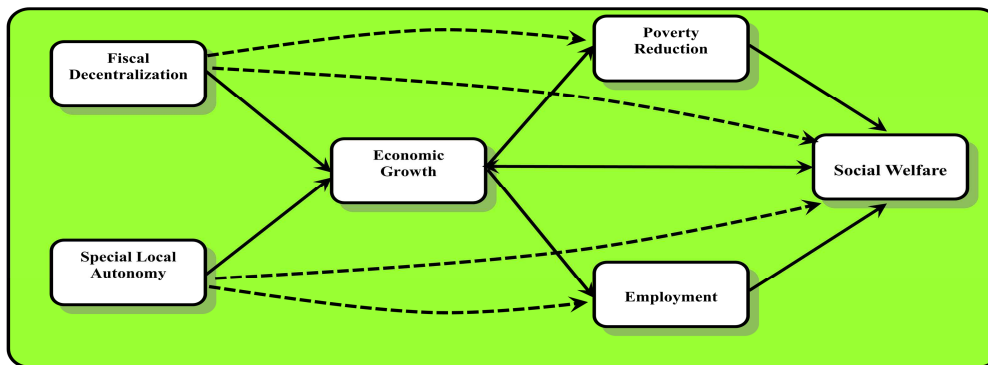 Fiscal
Decentralization
Poverty
Reduction
Economic
Growth
Social Welfare
Special Local
Autonomy
Employment